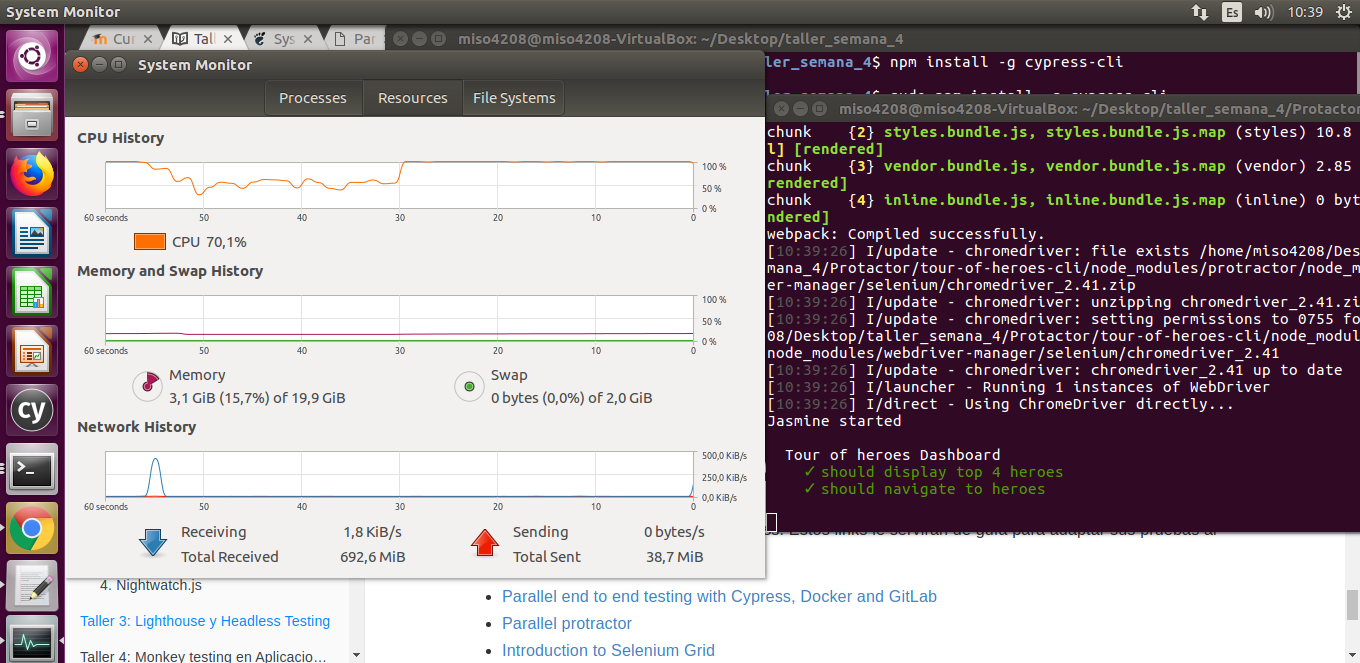 System Monitor
Es
10:39
Cur
Tall
Sys
Par
miso4208@miso4208-VirtualBox: ~/Desktop/taller_semana_4
System Monitor
ler_semana_4$ npm install -g cypress-cli
Processes
Resources
File Systems
miso4208@miso4208-VirtualBox: ~/Desktop/taller_semana_4/Protactor
CPU History
100 %
50 %
0 %
60 seconds
50
40
30
20
10
0
CPU 70,1%
Memory and Swap History
100 %
50 %
0 %
60 seconds
50
40
30
20
10
0
Memory
3,1 GiB (15,7%) of 19,9 GiB
Swap
0 bytes (0,0%) of 2,0 GiB
Network History
500,0 KiB/s
250,0 KiB/s
0,0 KiB/s
60 seconds
50
40
30
20
10
0
Receiving 1,8 KiB/s
Total Received 692,6 MiB
Sending 0 bytes/s
Total Sent 38,7 MiB
chunk {2} styles.bundle.js, styles.bundle.js.map (styles) 10.8
l] [rendered]
chunk {3} vendor.bundle.js, vendor.bundle.js.map (vendor) 2.85
rendered]
chunk {4} inline.bundle.js, inline.bundle.js.map (inline) 0 byt
ndered]
webpack: Compiled successfully.
[10:39:26] I/update - chromedriver: file exists /home/miso4208/Des
mana_4/Protactor/tour-of-heroes-cli/node_modules/protractor/node_m
er-manager/selenium/chromedriver_2.41.zip
[10:39:26] I/update - chromedriver: unzipping chromedriver_2.41.zi
[10:39:26] I/update - chromedriver: setting permissions to 0755 fo
08/Desktop/taller_semana_4/Protactor/tour-of-heroes-cli/node_modul
node_modules/webdriver-manager/selenium/chromedriver_2.41
[10:39:26] I/update - chromedriver: chromedriver_2.41 up to date
[10:39:26] I/launcher - Running 1 instances of WebDriver
[10:39:26] I/direct - Using ChromeDriver directly...
Jasmine started
Tour of heroes Dashboard
✓ should display top 4 heroes
✓ should navigate to heroes
cy
4. Nightwatch.js
Taller 3: Lighthouse y Headless Testing
Taller 4: Monkey testing en Aplicacio…
• Parallel end to end testing with Cypress, Docker and GitLab
• Parallel protractor
• Introduction to Selenium Grid